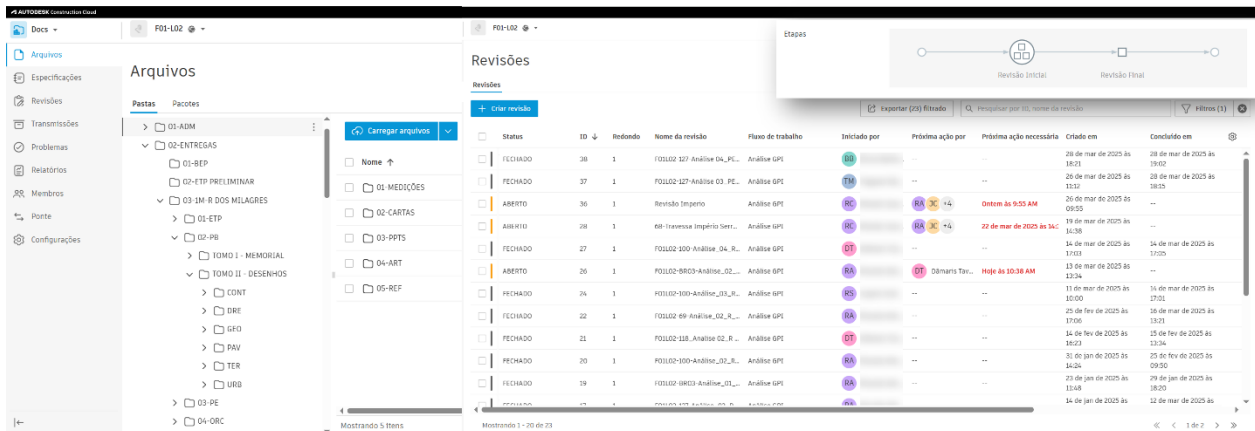 AUTODESK Construction Cloud
Docs
F01-L02
F01-L02
Etapas
Revisão Inicial
Revisão Final
Arquivos
Especificações
Revisões
Transmissões
Problemas
Relatórios
Membros
Ponte
Configurações
Arquivos
Pastas Pacotes
01-ADM
02-ENTREGAS
01-BEP
02-ETP PRELIMINAR
03-1M-R DOS MILAGRES
01-ETP
02-PB
TOMO I - MEMORIAL
TOMO II - DESENHOS
CONT
DRE
GEO
PAV
TER
URB
03-PE
04-ORC
Carregar arquivos
Nome
01-MEDIÇÕES
02-CARTAS
03-PPTS
04-ART
05-REF
Mostrando 5 itens
Revisões
Revisões
+ Criar revisão
Exportar (23) filtrado
Pesquisar por ID, nome da revisão
Filtros (1)
Status ID Redondo Nome da revisão Fluxo de trabalho Iniciado por Próxima ação por Próxima ação necessária Criado em Concluído em
FECHADO 38 1 F01L02-127-Análise 04_PE... Análise GPI BB -- -- 28 de mar de 2025 às 18:21 28 de mar de 2025 às 19:02
FECHADO 37 1 F01L02-127-Análise 03_PE... Análise GPI TM -- -- 26 de mar de 2025 às 11:12 28 de mar de 2025 às 18:15
ABERTO 36 1 Revisão Imperio Análise GPI RC RA JC +4 Ontem às 9:55 AM 26 de mar de 2025 às 09:55 --
ABERTO 28 1 68-Travessa Império Serr... Análise GPI RC RA JC +4 22 de mar de 2025 às 14: 19 de mar de 2025 às 14:38 --
FECHADO 27 1 F01L02-100-Análise_04_R... Análise GPI DT -- -- 14 de mar de 2025 às 17:03 14 de mar de 2025 às 17:05
ABERTO 26 1 F01L02-BR03-Análise_02_... Análise GPI RA DT Dâmaris Tav... Hoje às 10:38 AM 13 de mar de 2025 às 13:34 --
FECHADO 24 1 F01L02-100-Análise_03_R... Análise GPI RS -- -- 11 de mar de 2025 às 10:00 14 de mar de 2025 às 17:01
FECHADO 22 1 F01L02-69-Análise_02_R_... Análise GPI RA -- -- 25 de fev de 2025 às 17:06 16 de mar de 2025 às 13:21
FECHADO 21 1 F01L02-118_Analise 02_R ... Análise GPI DT -- -- 14 de fev de 2025 às 16:23 15 de fev de 2025 às 13:34
FECHADO 20 1 F01L02-100-Análise_02_R... Análise GPI RA -- -- 31 de jan de 2025 às 14:24 25 de fev de 2025 às 09:50
FECHADO 19 1 F01L02-BR03-Análise_01_... Análise GPI RA -- -- 23 de jan de 2025 às 11:48 29 de jan de 2025 às 18:20
14 de jan de 2025 às 12 de mar de 2025 às
Mostrando 1 - 20 de 23
1 de 2